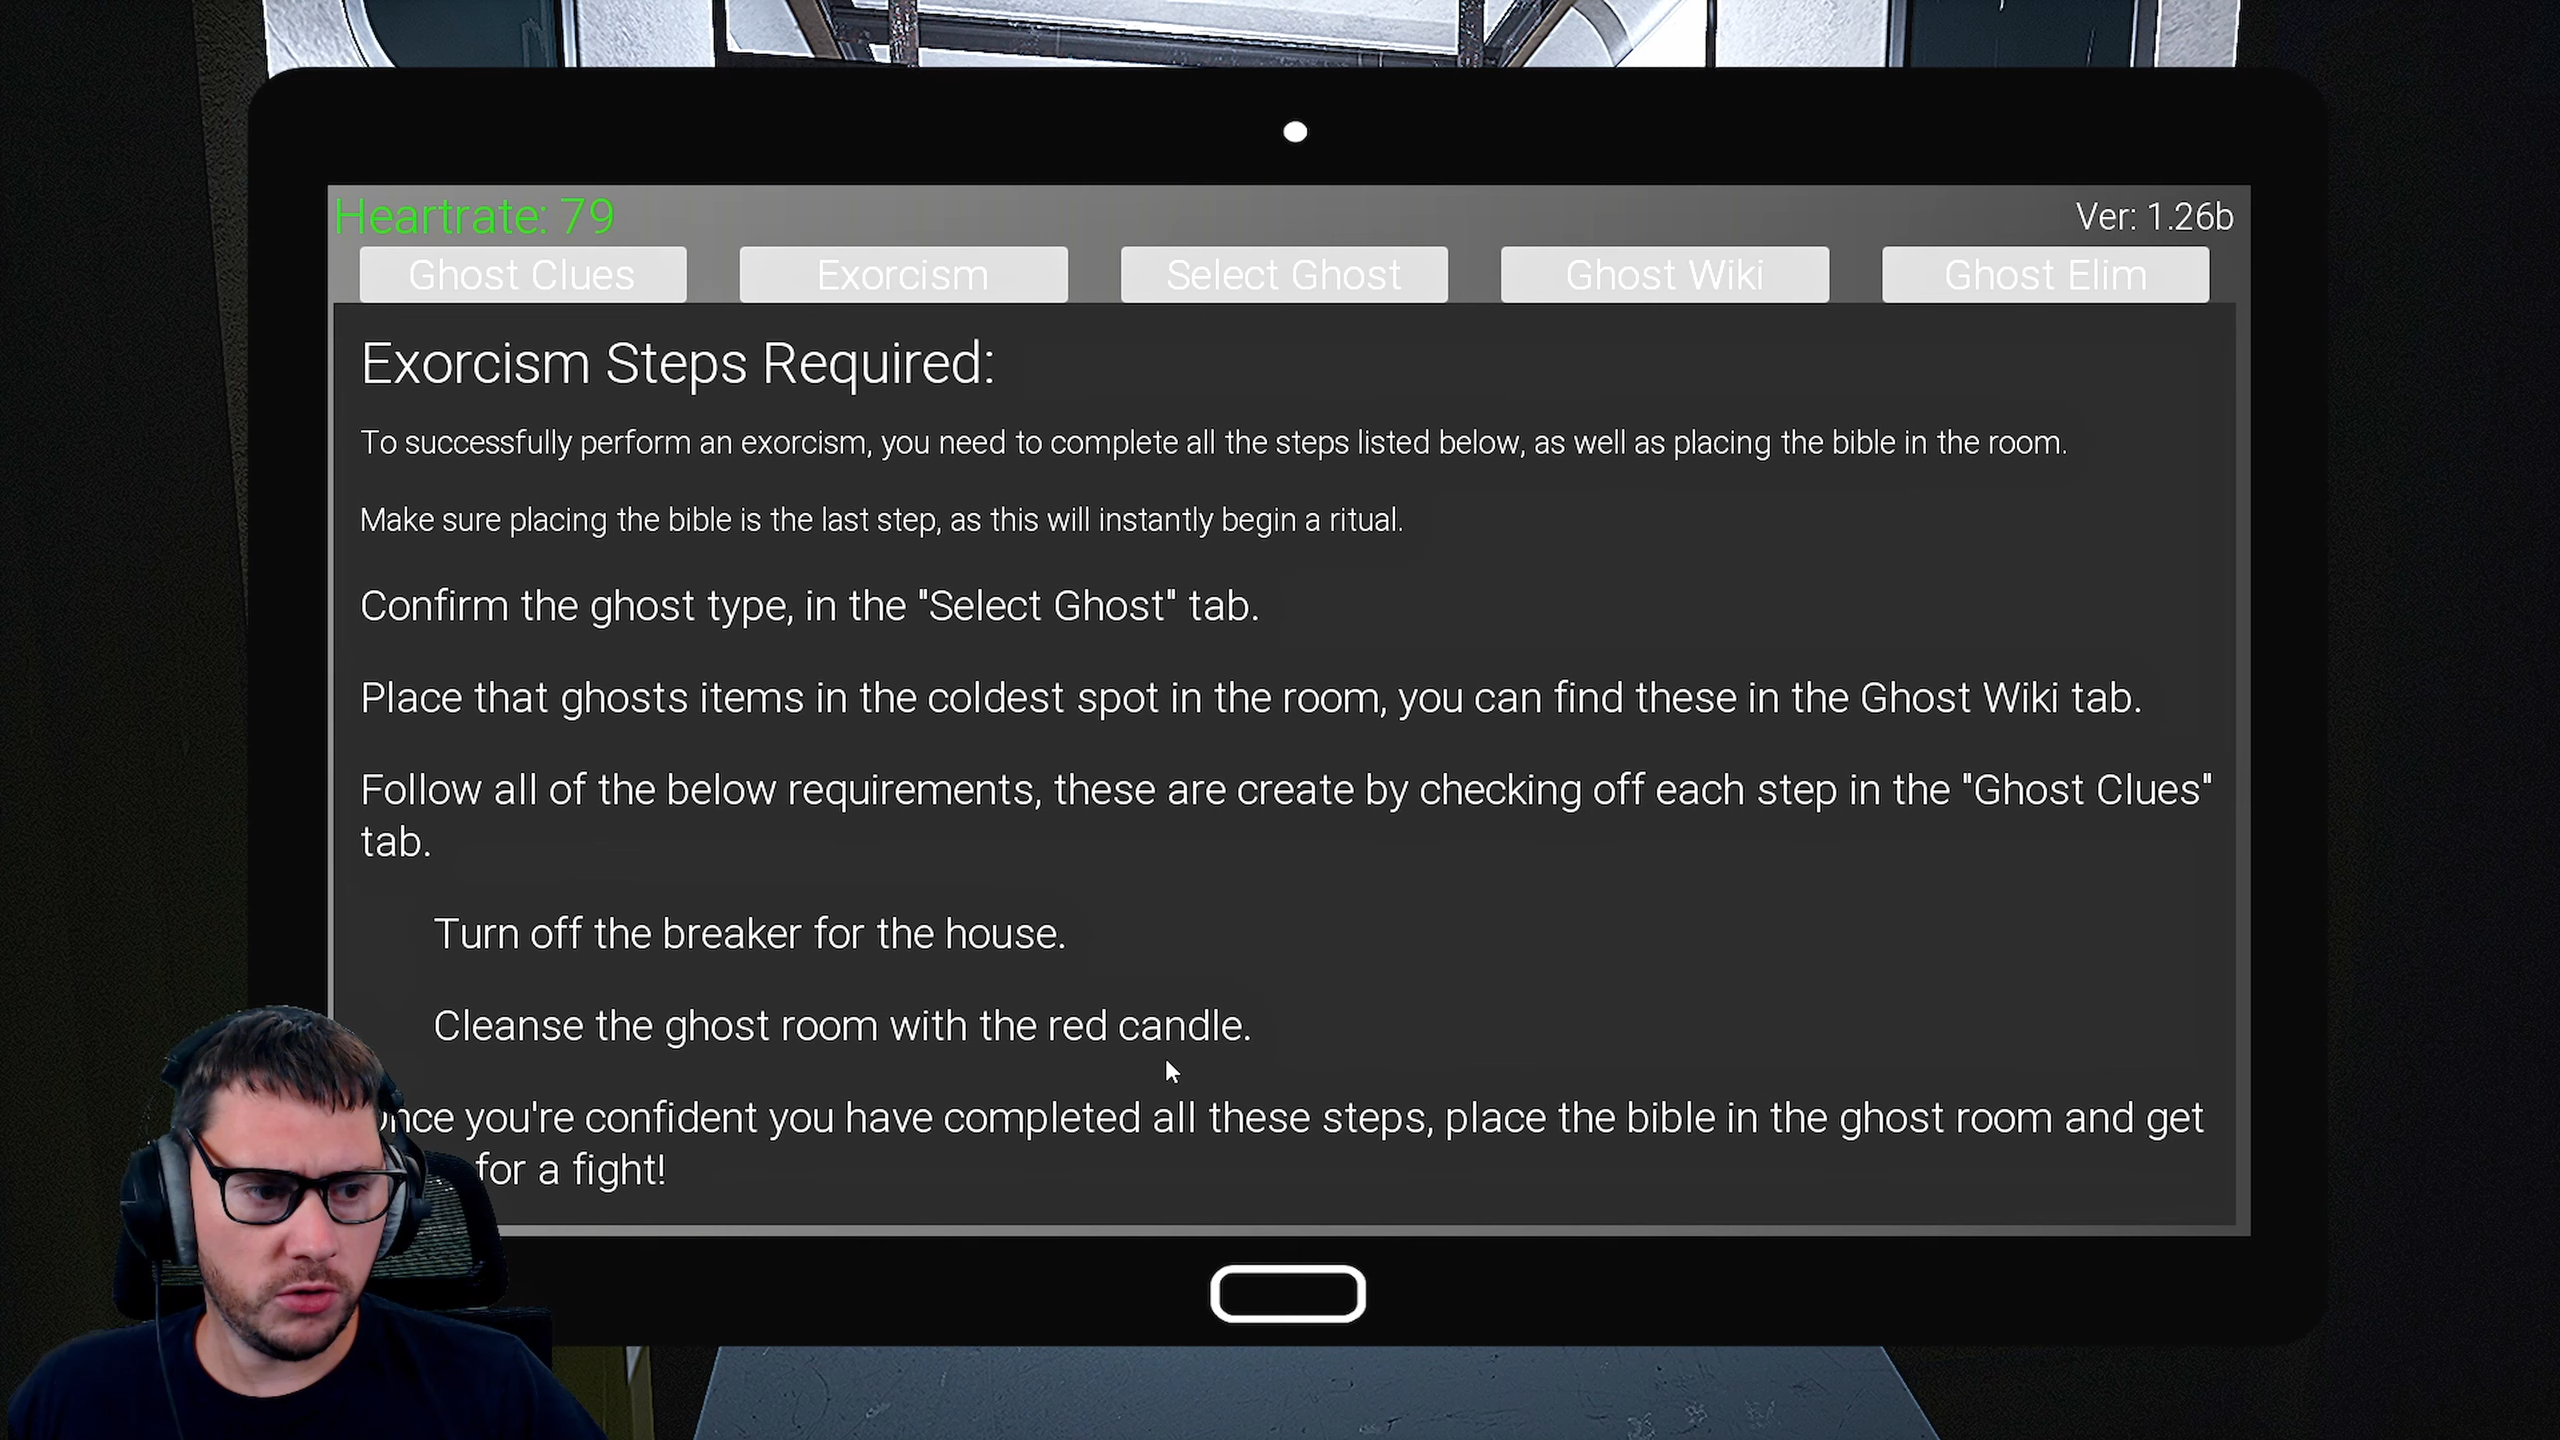 Heartrate: 79
Ver: 1.26b
Ghost Clues
Exorcism
Select Ghost
Ghost Wiki
Ghost Elim
Exorcism Steps Required:
To successfully perform an exorcism, you need to complete all the steps listed below, as well as placing the bible in the room.
Make sure placing the bible is the last step, as this will instantly begin a ritual.
Confirm the ghost type, in the "Select Ghost" tab.
Place that ghosts items in the coldest spot in the room, you can find these in the Ghost Wiki tab.
Follow all of the below requirements, these are create by checking off each step in the "Ghost Clues"
tab.
Turn off the breaker for the house.
Cleanse the ghost room with the red candle.
Once you're confident you have completed all these steps, place the bible in the ghost room and get
for a fight!